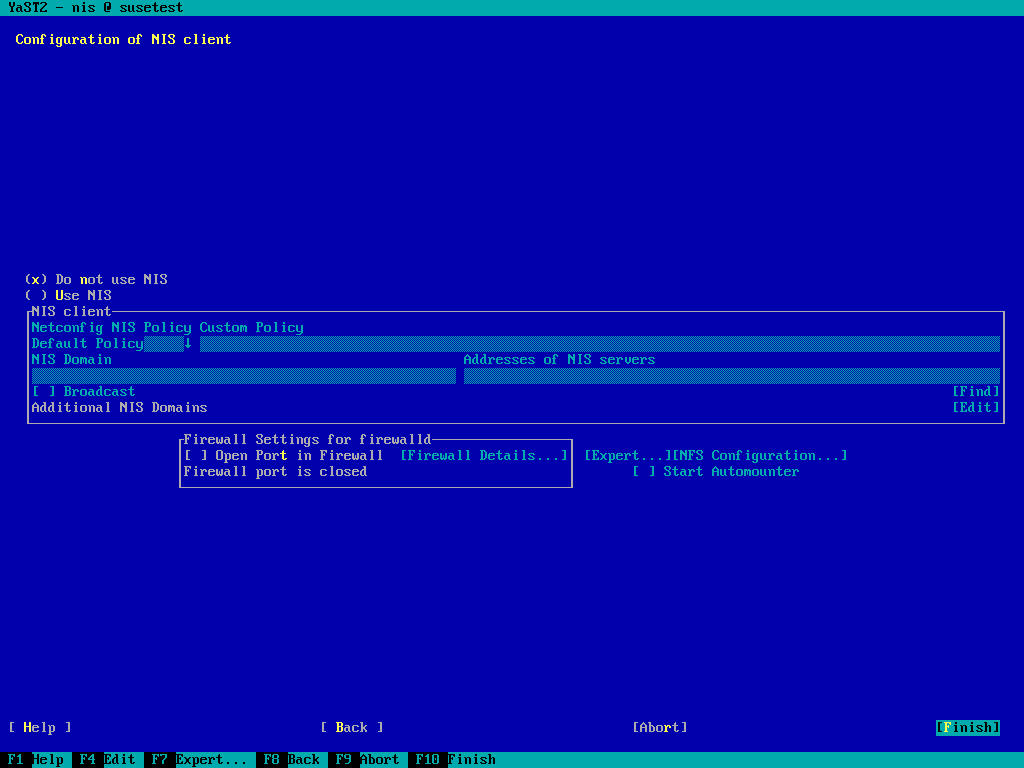 YaST2 - nis @ susetest
Configuration of NIS client
(x) Do not use NIS
( ) Use NIS
NIS client
Netconfig NIS Policy Custom Policy
Default Policy ↓
NIS Domain Addresses of NIS servers
[ ] Broadcast [Find]
Additional NIS Domains [Edit]
Firewall Settings for firewalld
[ ] Open Port in Firewall [Firewall Details...] [Expert...][NFS Configuration...]
Firewall port is closed [ ] Start Automounter
[ Help ] [ Back ] [Abort] [Finish]
F1 Help F4 Edit F7 Expert... F8 Back F9 Abort F10 Finish